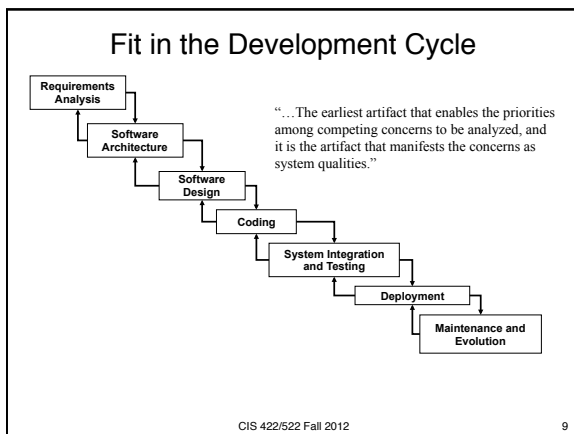 Fit in the Development Cycle
Requirements
Analysis
“…The earliest artifact that enables the priorities
among competing concerns to be analyzed, and
it is the artifact that manifests the concerns as
system qualities.”
Software
Architecture
Software
Design
Coding
System Integration
and Testing
Deployment
Maintenance and
Evolution
CIS 422/522 Fall 2012
9